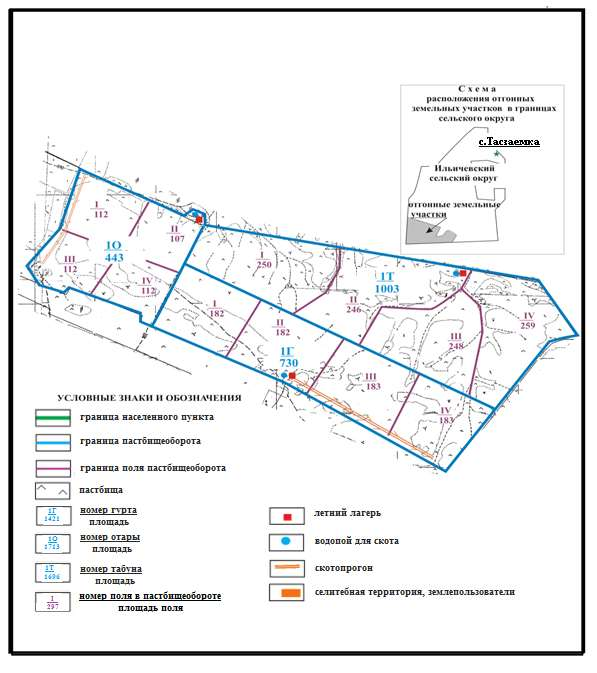 С х е м а
расположения отгонных
земельных участков в границах
сельского округа
с.Тасзаемка
Ильичевский
сельский округ
отгонные земельные
участки
I
112
II
107
1О
443
III
112
IV
112
I
250
1Т
1003
II
246
I
182
II
182
IV
259
III
248
1Г
730
III
183
IV
183
УСЛОВНЫЕ ЗНАКИ И ОБОЗНАЧЕНИЯ
граница населенного пункта
граница пастбищеоборота
граница поля пастбищеоборота
пастбища
1Г
1421
номер гурта
площадь
1О
1713
номер отары
площадь
1Т
1686
номер табуна
площадь
I
297
номер поля в пастбищеобороте
площадь поля
летний лагерь
водопой для скота
скотопрогон
селитебная территория, землепользователи